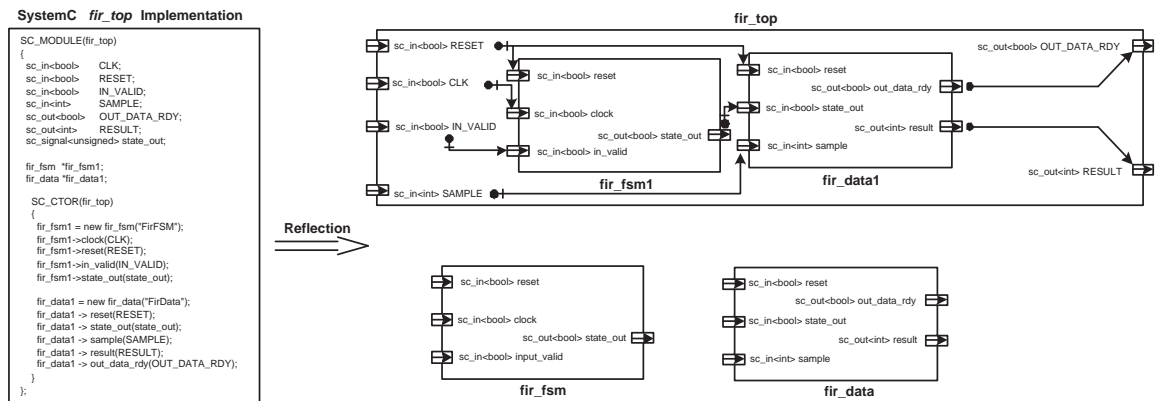 SystemC fir_top Implementation
SC_MODULE(fir_top)
{
sc_in<bool> CLK;
sc_in<bool> RESET;
sc_in<bool> IN_VALID;
sc_in<int> SAMPLE;
sc_out<bool> OUT_DATA_RDY;
sc_out<int> RESULT;
sc_signal<unsigned> state_out;
fir_fsm *fir_fsm1;
fir_data *fir_data1;
SC_CTOR(fir_top)
{
fir_fsm1 = new fir_fsm("FirFSM");
fir_fsm1->clock(CLK);
fir_fsm1->reset(RESET);
fir_fsm1->in_valid(IN_VALID);
fir_fsm1->state_out(state_out);
fir_data1 = new fir_data("FirData");
fir_data1 -> reset(RESET);
fir_data1 -> state_out(state_out);
fir_data1 -> sample(SAMPLE);
fir_data1 -> result(RESULT);
fir_data1 -> out_data_rdy(OUT_DATA_RDY);
}
};
Reflection
fir_top
sc_in<bool> RESET
sc_in<bool> CLK
sc_in<bool> IN_VALID
sc_in<int> SAMPLE
sc_in<bool> reset
sc_in<bool> clock
sc_out<bool> state_out
sc_in<bool> in_valid
fir_fsm1
sc_in<bool> reset
sc_out<bool> out_data_rdy
sc_in<bool> state_out
sc_out<int> result
sc_in<int> sample
fir_data1
sc_out<bool> OUT_DATA_RDY
sc_out<int> RESULT
sc_in<bool> reset
sc_in<bool> clock
sc_out<bool> state_out
sc_in<bool> input_valid
fir_fsm
sc_in<bool> reset
sc_out<bool> out_data_rdy
sc_in<bool> state_out
sc_out<int> result
sc_in<int> sample
fir_data